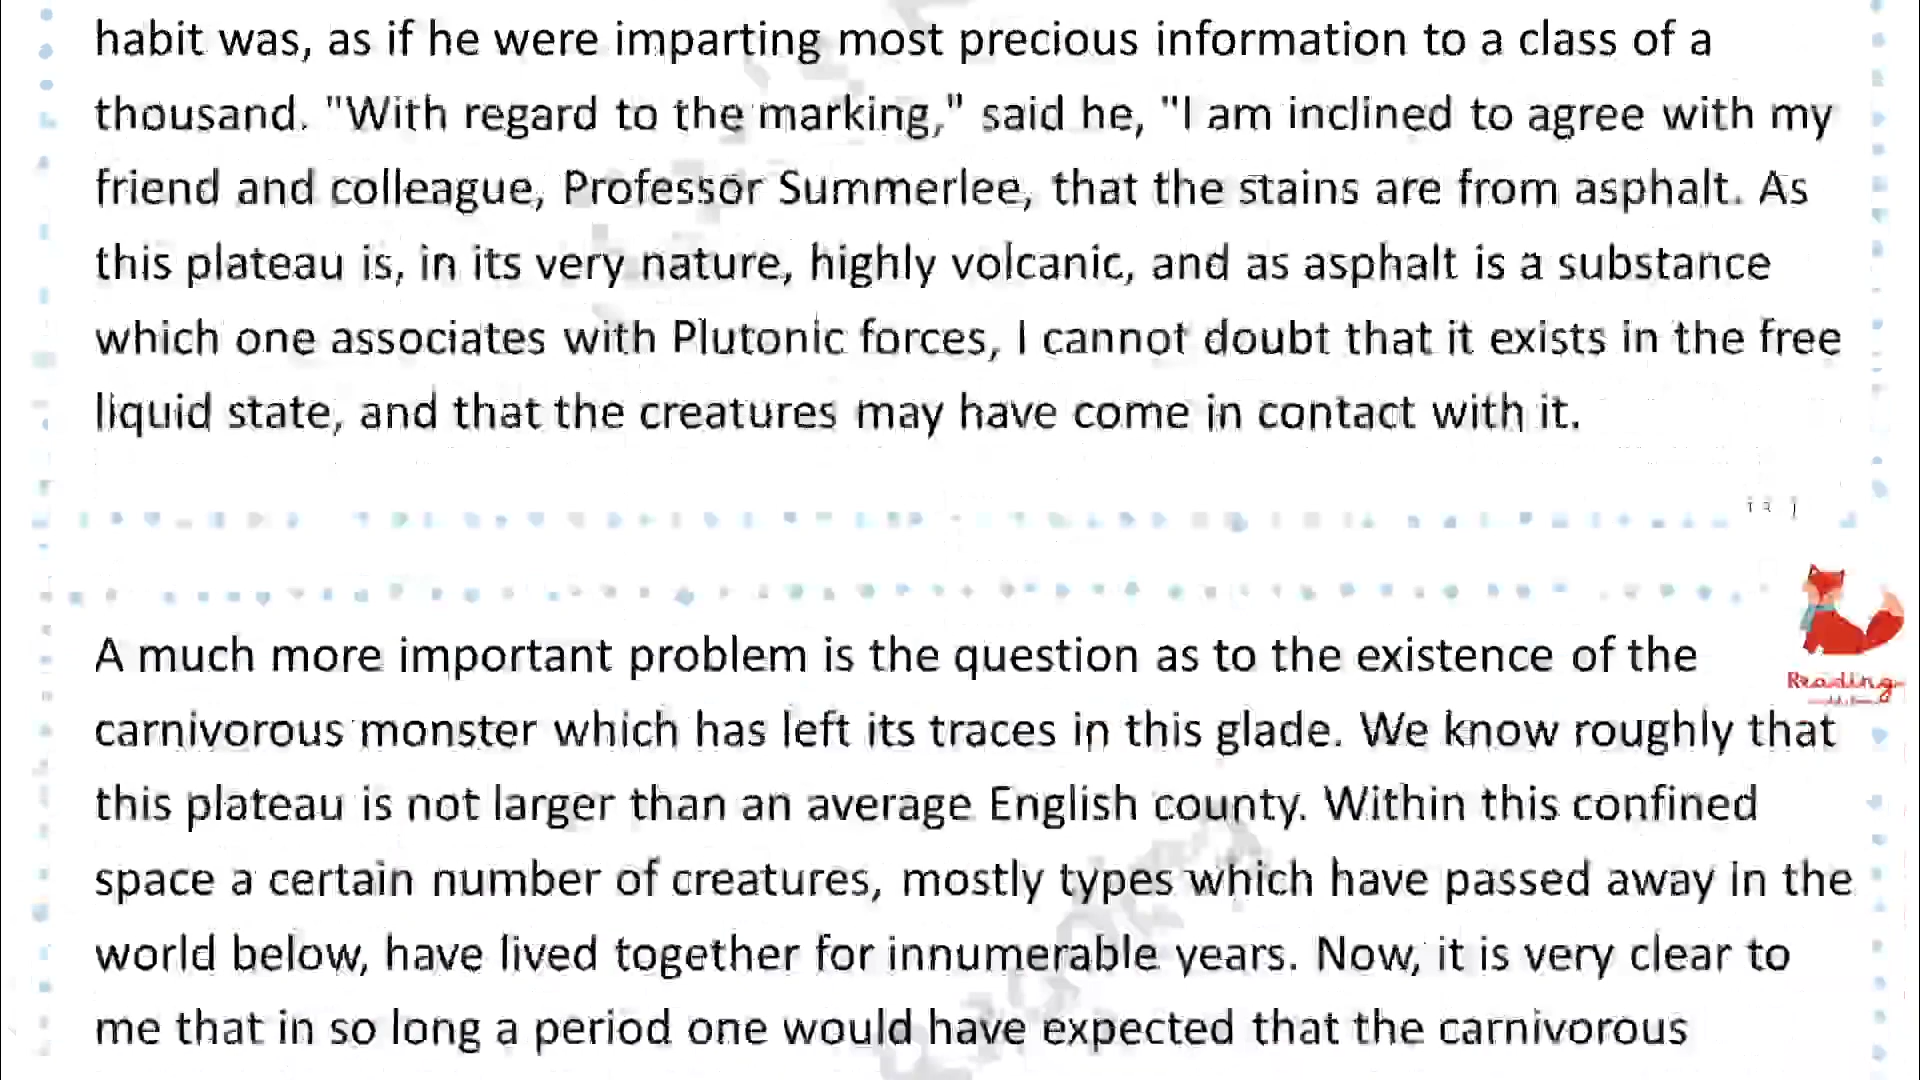 habit was, as if he were imparting most precious information to a class of a
thousand. "With regard to the marking," said he, "I am inclined to agree with my
friend and colleague, Professor Summerlee, that the stains are from asphalt. As
this plateau is, in its very nature, highly volcanic, and as asphalt is a substance
which one associates with Plutonic forces, I cannot doubt that it exists in the free
liquid state, and that the creatures may have come in contact with it.
A much more important problem is the question as to the existence of the
Reading
carnivorous monster which has left its traces in this glade. We know roughly that
this plateau is not larger than an average English county. Within this confined
space a certain number of creatures, mostly types which have passed away in the
world below, have lived together for innumerable years. Now, it is very clear to
me that in so long a period one would have expected that the carnivorous